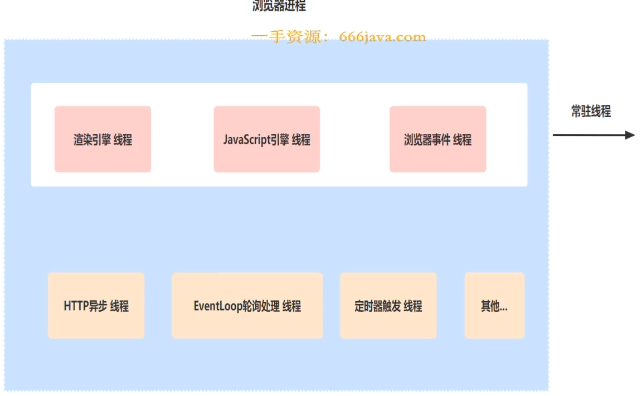 浏览器进程
一手资源：666java.com
常驻线程
渲染引擎 线程
JavaScript引擎 线程
浏览器事件 线程
HTTP异步 线程
EventLoop轮询处理 线程
定时器触发 线程
其他...